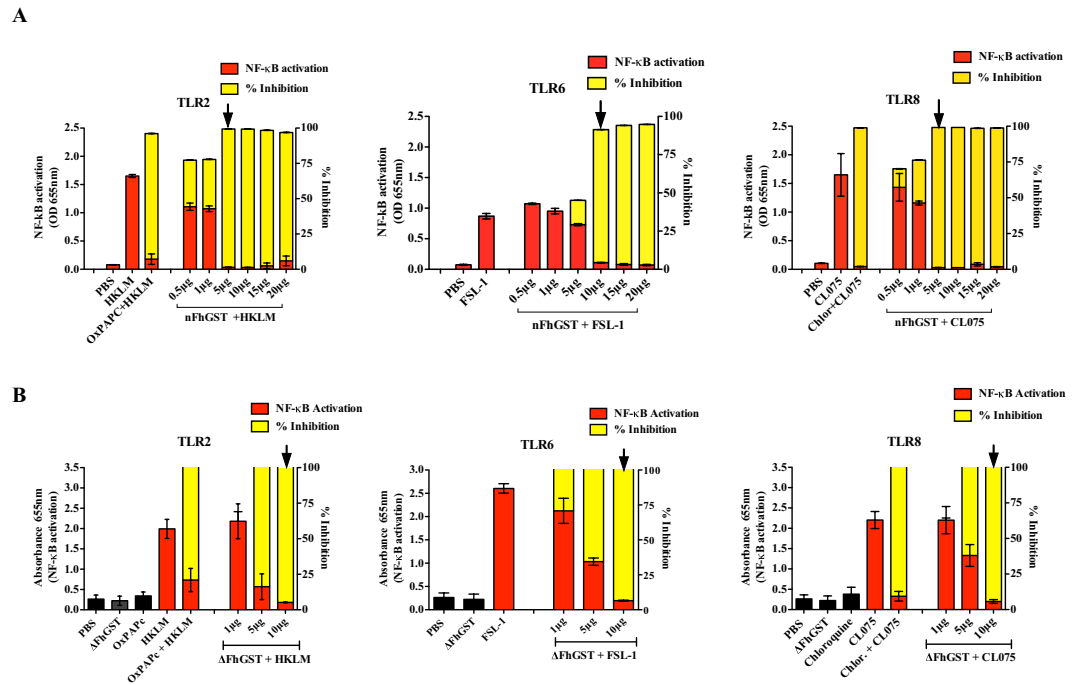 A
NF-κB activation
% Inhibition
TLR2
2.5
2.0
1.5
1.0
0.5
0.0
100
75
50
25
0
NF-kB activation
(OD 655nm)
% Inhibition
PBS
HKLM
OxPAPC+HKLM
0.5µg
1µg
5µg
10µg
15µg
20µg
nFhGST +HKLM
NF-κB activation
% Inhibition
TLR6
2.5
2.0
1.5
1.0
0.5
0.0
100
75
50
25
0
NF-kB activation
(OD 655nm)
% Inhibition
PBS
FSL-1
0.5µg
1µg
5µg
10µg
15µg
20µg
nFhGST + FSL-1
NF-κB activation
% Inhibition
TLR8
2.5
2.0
1.5
1.0
0.5
0.0
100
75
50
25
0
NF-kB activation
(OD 655nm)
% Inhibition
PBS
CL075
Chlor+CL075
0.5µg
1µg
5µg
10µg
15µg
20µg
nFhGST + CL075
B
NF-κB Activation
% Inhibition
TLR2
3.5
3.0
2.5
2.0
1.5
1.0
0.5
0.0
100
75
50
25
0
Absorbance 655nm
(NF-κB activation)
% Inhibition
PBS
ΔFhGST
OxPAPc
HKLM
OxPAPc + HKLM
1µg
5µg
10µg
ΔFhGST + HKLM
NF-κB Activation
% Inhibition
TLR6
3.0
2.5
2.0
1.5
1.0
0.5
0.0
100
75
50
25
0
Absorbance 655nm
(NF-κB activation)
% Inhibition
PBS
ΔFhGST
FSL-1
1µg
5µg
10µg
ΔFhGST + FSL-1
NF-κB Activation
% Inhibition
TLR8
3.5
3.0
2.5
2.0
1.5
1.0
0.5
0.0
100
75
50
25
0
Absorbance 655nm
(NF-κB activation)
% Inhibition
PBS
ΔFhGST
Chloroquine
CL075
Chlor. + CL075
1µg
5µg
10µg
ΔFhGST + CL075